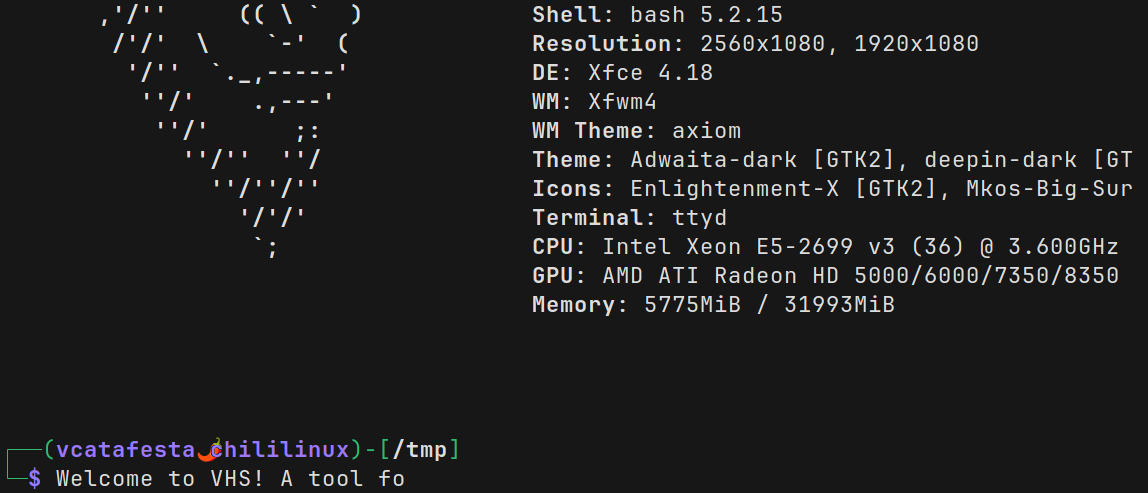 Shell: bash 5.2.15
Resolution: 2560x1080, 1920x1080
DE: Xfce 4.18
WM: Xfwm4
WM Theme: axiom
Theme: Adwaita-dark [GTK2], deepin-dark [GT
Icons: Enlightenment-X [GTK2], Mkos-Big-Sur
Terminal: ttyd
CPU: Intel Xeon E5-2699 v3 (36) @ 3.600GHz
GPU: AMD ATI Radeon HD 5000/6000/7350/8350
Memory: 5775MiB / 31993MiB
(vcatafesta🌶chililinux)-[/tmp]
$ Welcome to VHS! A tool fo